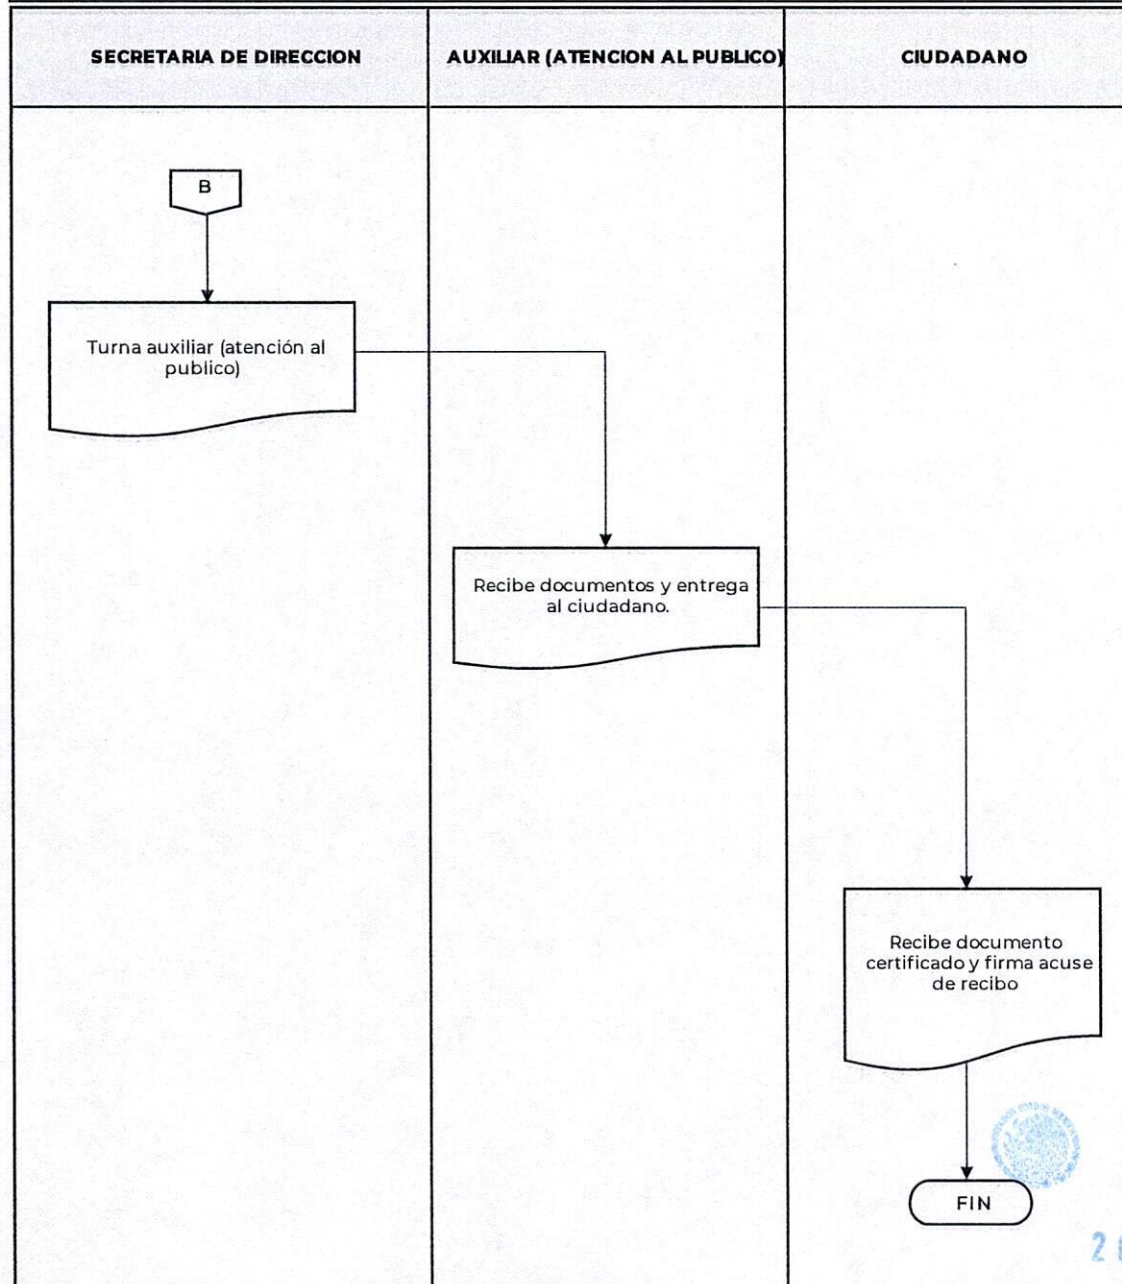 SECRETARIA DE DIRECCION
AUXILIAR (ATENCION AL PUBLICO)
CIUDADANO
B
Turna auxiliar (atención al
publico)
Recibe documentos y entrega
al ciudadano.
Recibe documento
certificado y firma acuse
de recibo
FIN